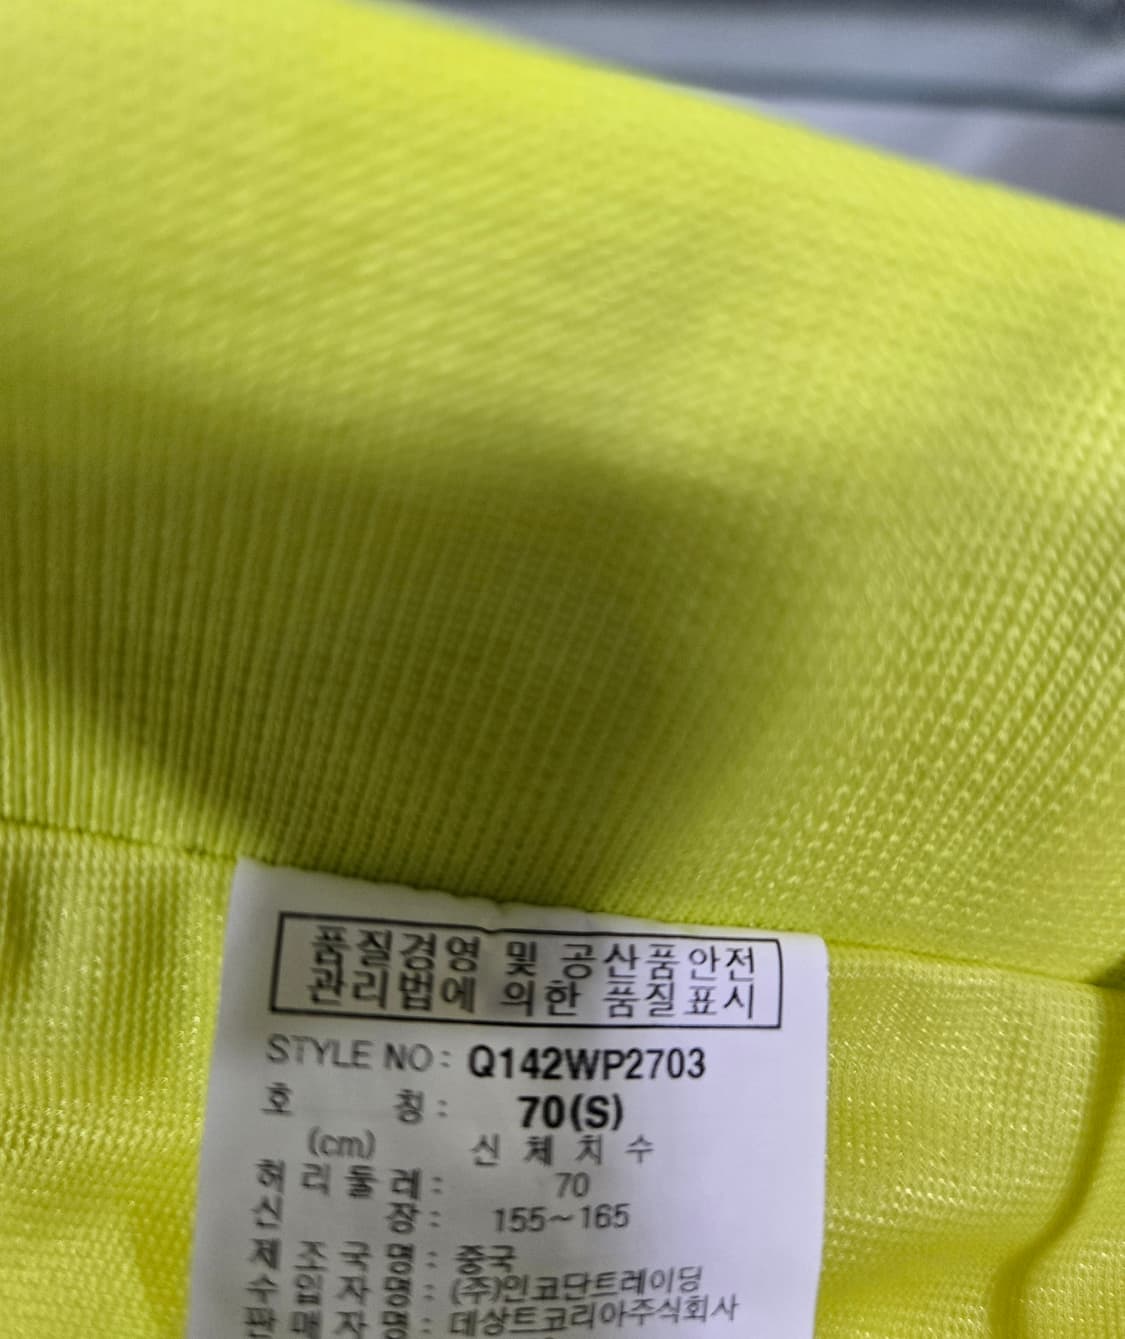 품질경영 및 공산품안전
관리법에 의한 품질표시
STYLE NO : Q142WP2703
호 칭 : 70(S)
(cm) 신 체 치 수
허 리 둘 레 : 70
신 장 : 155~165
제 조 국 명 : 중국
수 입 자 명 : (주)인코단트레이딩
판 매 자 명 : 데상트코리아주식회사